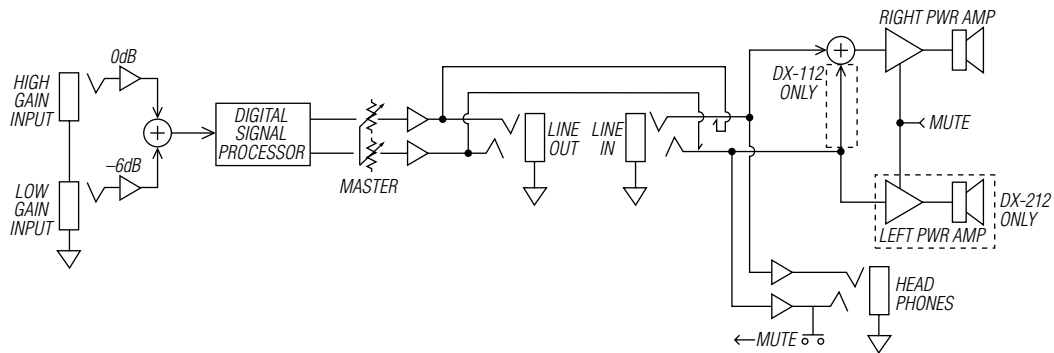 0dB
HIGH
GAIN
INPUT
–6dB
LOW
GAIN
INPUT
DIGITAL
SIGNAL
PROCESSOR
MASTER
LINE
OUT
LINE
IN
DX-112
ONLY
RIGHT PWR AMP
MUTE
DX-212
ONLY
LEFT PWR AMP
HEAD
PHONES
MUTE